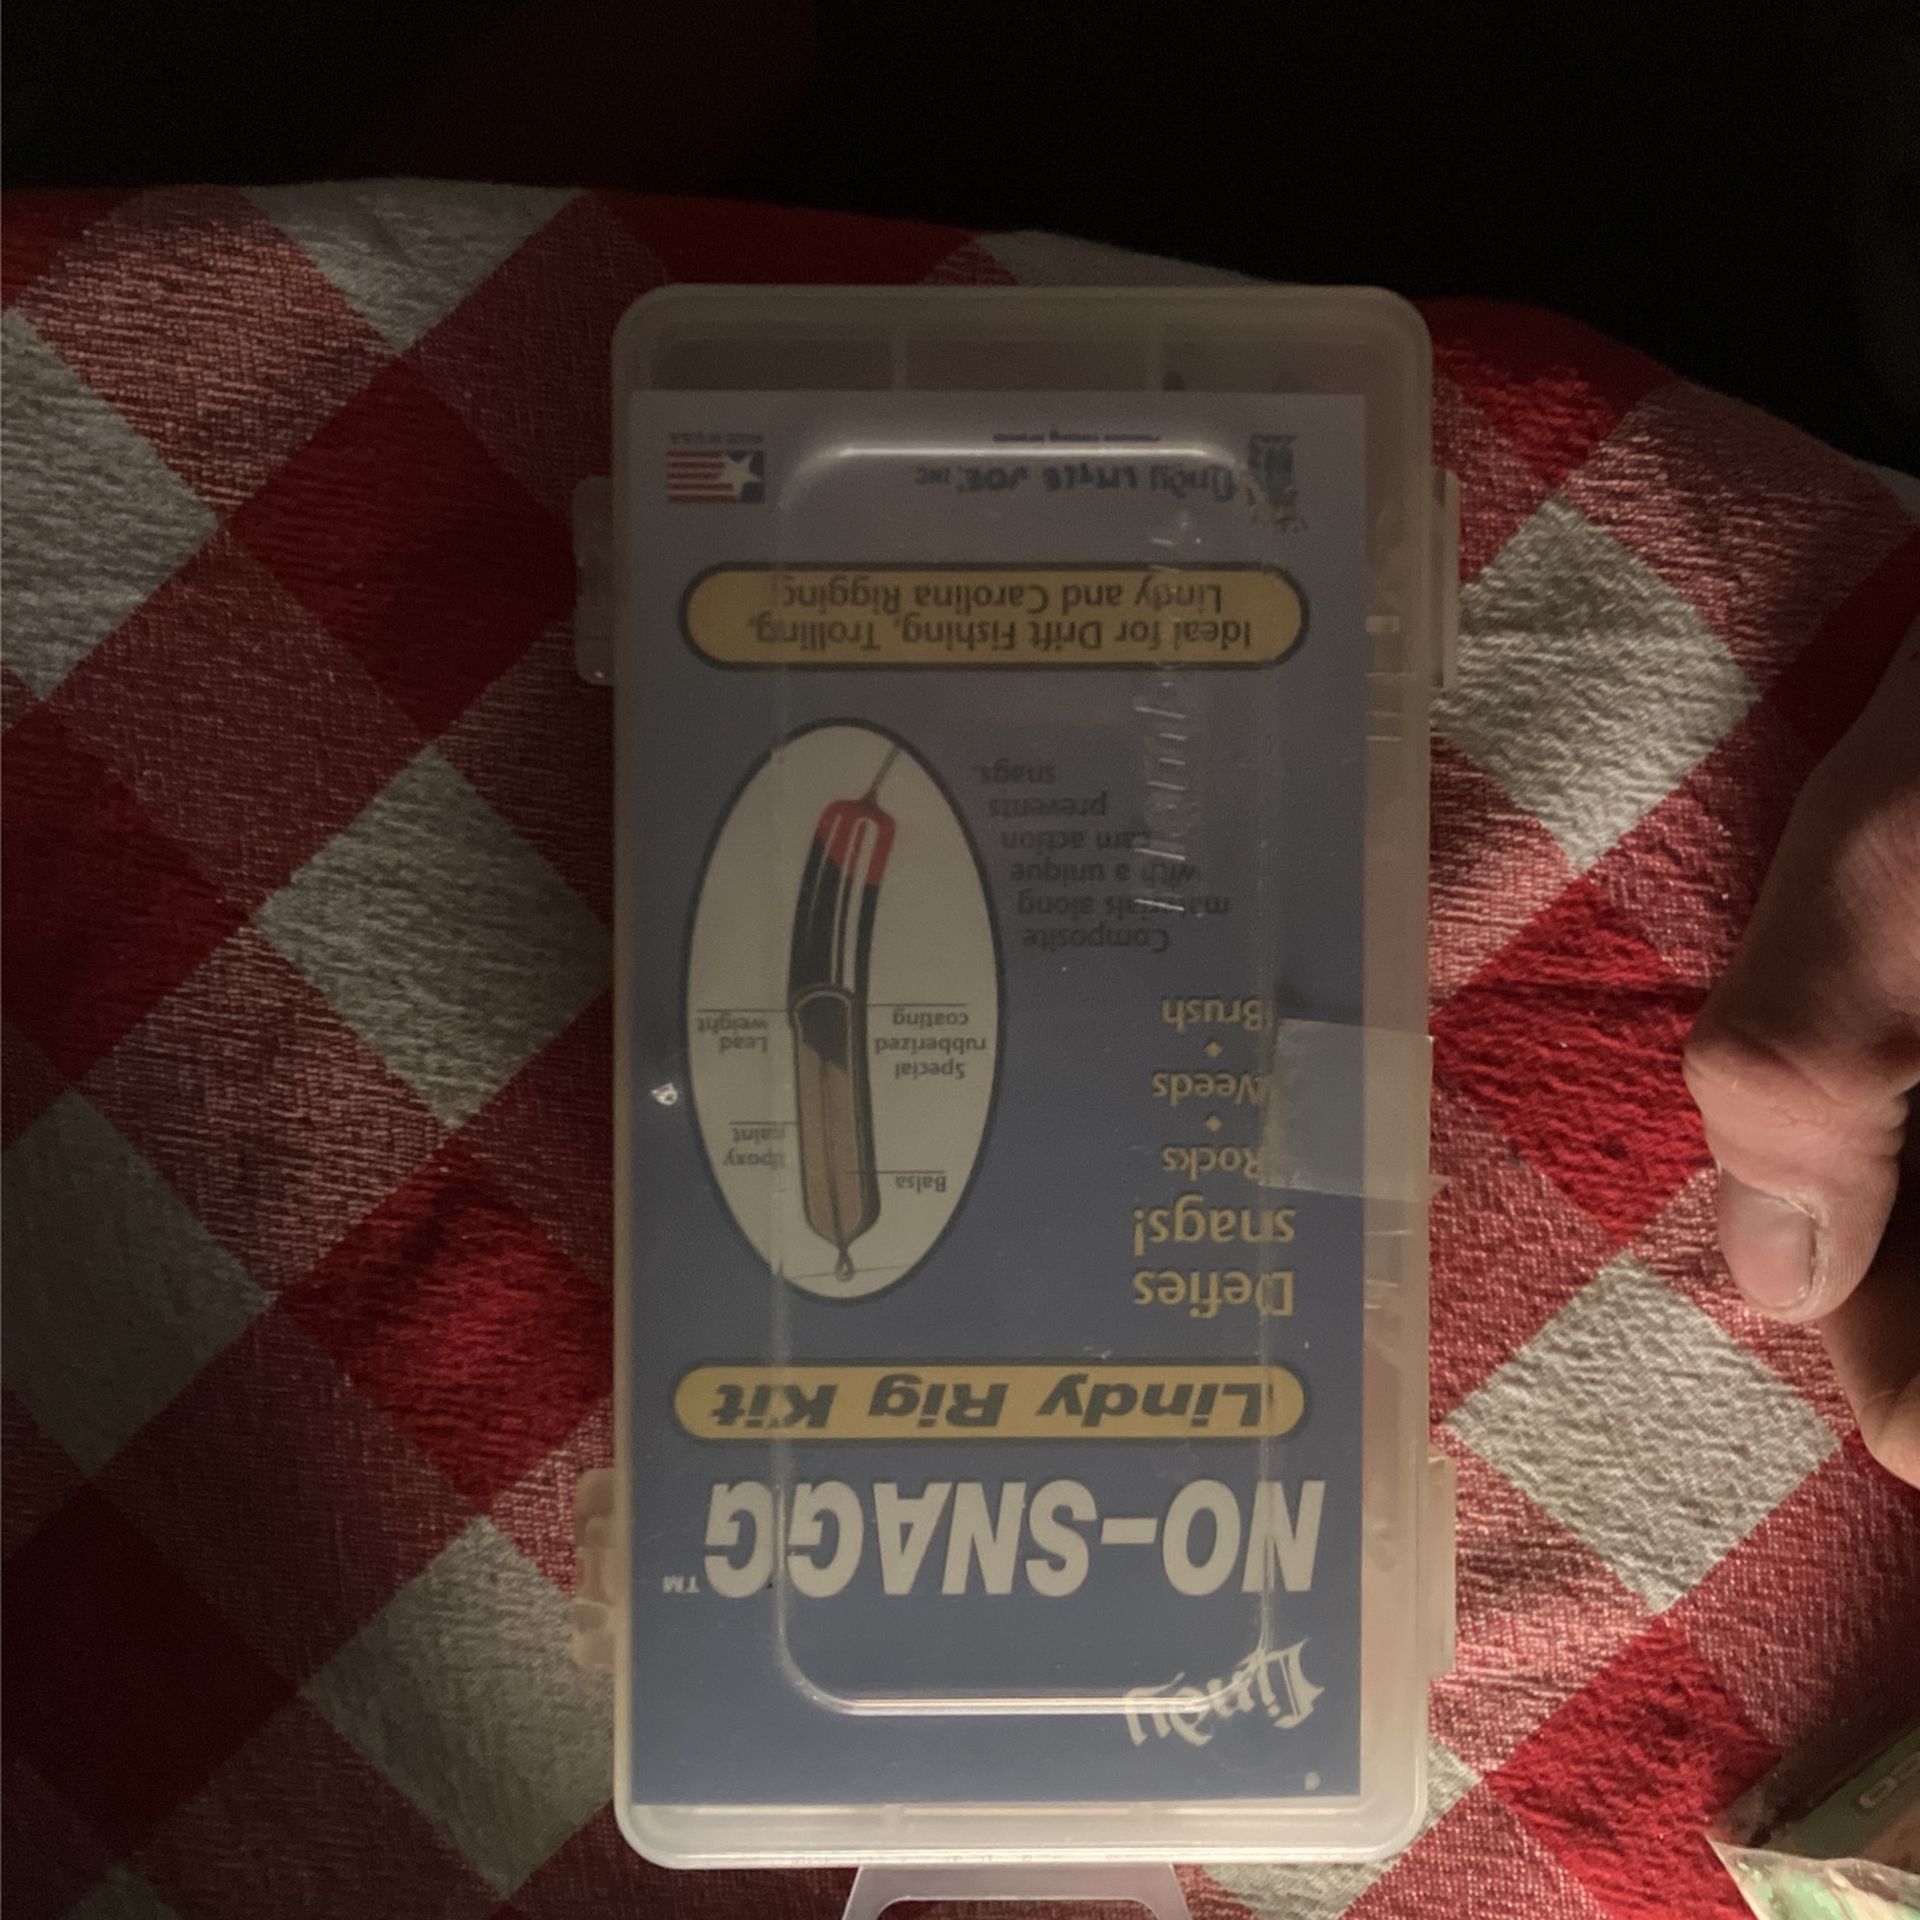 Lindy
NO-SNAGG™
Lindy Rig Kit
Defies
snags!
Rocks
•
Weeds
•
Brush
Balsa
Epoxy
paint
Special
rubberized
coating
Lead
weight
Composite
materials along
with a unique
cam action
prevents
snags.
Ideal for Drift Fishing, Trolling,
Lindy and Carolina Rigging
Lindy Little Joe, INC.
MADE IN U.S.A.